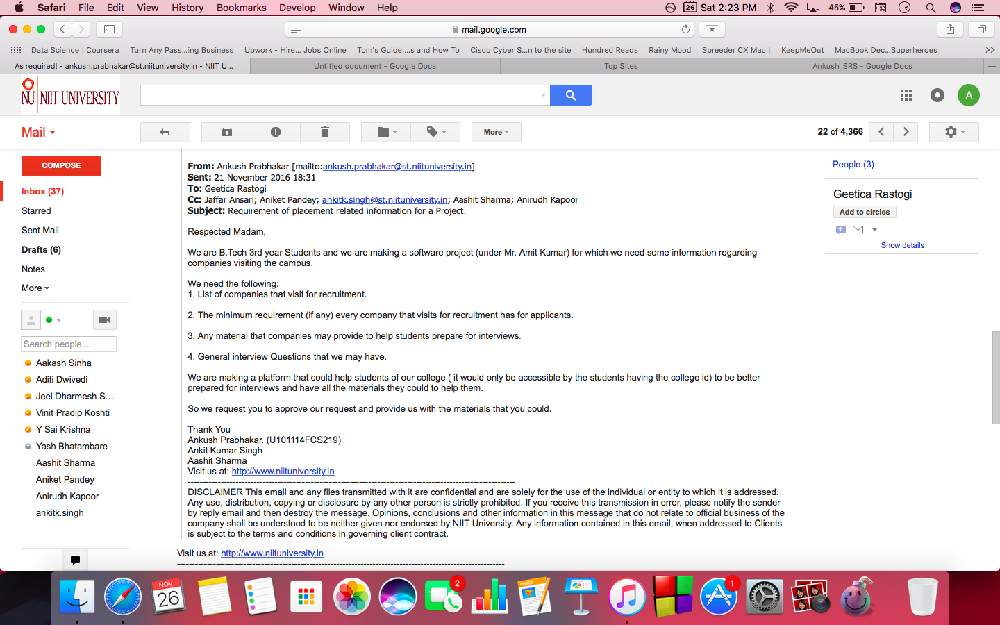 Safari File Edit View History Bookmarks Develop Window Help
26 Sat 2:23 PM 45%
mail.google.com
Data Science | Coursera Turn Any Pass...ing Business Upwork - Hire... Jobs Online Tom's Guide:...s and How To Cisco Cyber S...n to the site Hundred Reads Rainy Mood Spreeder CX Mac | KeepMeOut MacBook Dec...Superheroes
As required! - ankush.prabhakar@st.niituniversity.in - NIIT U... Untitled document - Google Docs Top Sites Ankush_SRS - Google Docs
NU NIIT UNIVERSITY
A
Mail
More
22 of 4,366
COMPOSE
Inbox (37)
Starred
Sent Mail
Drafts (6)
Notes
More
Search people...
Aakash Sinha
Aditi Dwivedi
Jeel Dharmesh S...
Vinit Pradip Koshti
Y Sai Krishna
Yash Bhatambare
Aashit Sharma
Aniket Pandey
Anirudh Kapoor
ankitk.singh
From: Ankush Prabhakar [mailto:ankush.prabhakar@st.niituniversity.in]
Sent: 21 November 2016 18:31
To: Geetica Rastogi
Cc: Jaffar Ansari; Aniket Pandey; ankitk.singh@st.niituniversity.in; Aashit Sharma; Anirudh Kapoor
Subject: Requirement of placement related information for a Project.
Respected Madam,
We are B.Tech 3rd year Students and we are making a software project (under Mr. Amit Kumar) for which we need some information regarding
companies visiting the campus.
We need the following:
1. List of companies that visit for recruitment.
2. The minimum requirement (if any) every company that visits for recruitment has for applicants.
3. Any material that companies may provide to help students prepare for interviews.
4. General interview Questions that we may have.
We are making a platform that could help students of our college ( it would only be accessible by the students having the college id) to be better
prepared for interviews and have all the materials they could to help them.
So we request you to approve our request and provide us with the materials that you could.
Thank You
Ankush Prabhakar. (U101114FCS219)
Ankit Kumar Singh
Aashit Sharma
Visit us at: http://www.niituniversity.in
DISCLAIMER This email and any files transmitted with it are confidential and are solely for the use of the individual or entity to which it is addressed.
Any use, distribution, copying or disclosure by any other person is strictly prohibited. If you receive this transmission in error, please notify the sender
by reply email and then destroy the message. Opinions, conclusions and other information in this message that do not relate to official business of the
company shall be understood to be neither given nor endorsed by NIIT University. Any information contained in this email, when addressed to Clients
is subject to the terms and conditions in governing client contract.
Visit us at: http://www.niituniversity.in
People (3)
Geetica Rastogi
Add to circles
Show details
NOV
26
2
PAGES
1